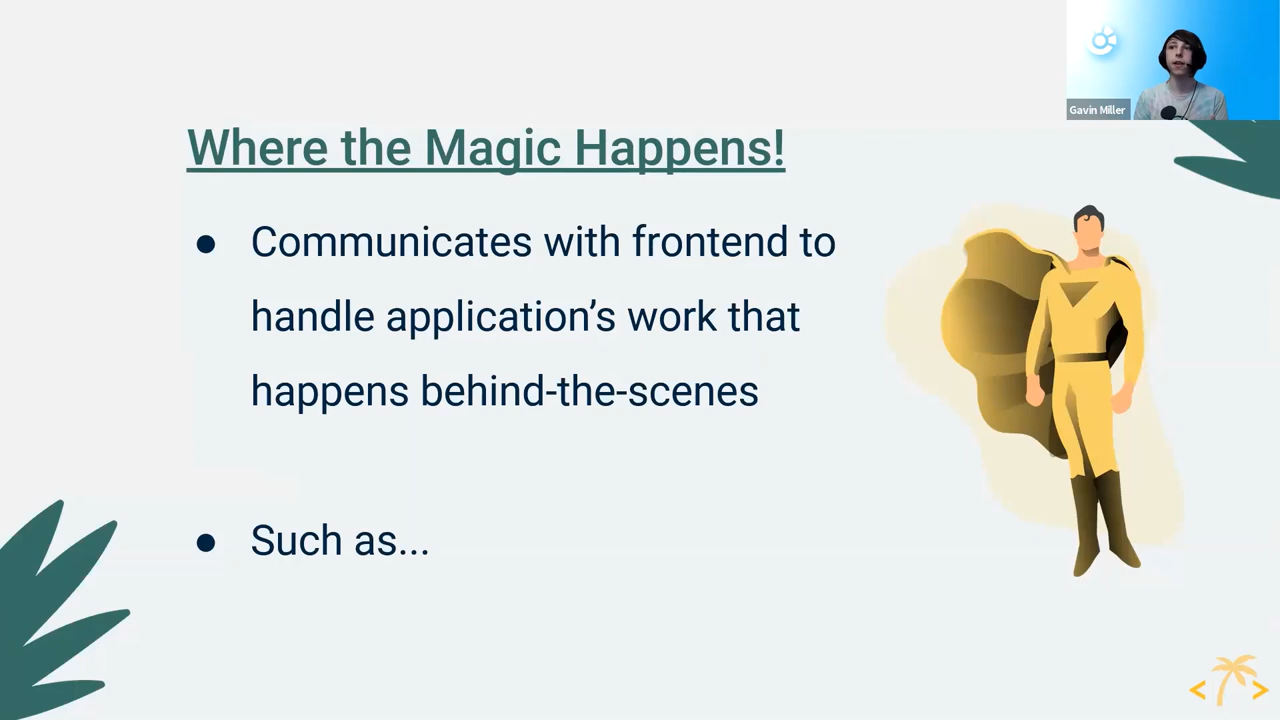 Gavin Miller
Where the Magic Happens!
● Communicates with frontend to
handle application’s work that
happens behind-the-scenes
● Such as...
< >